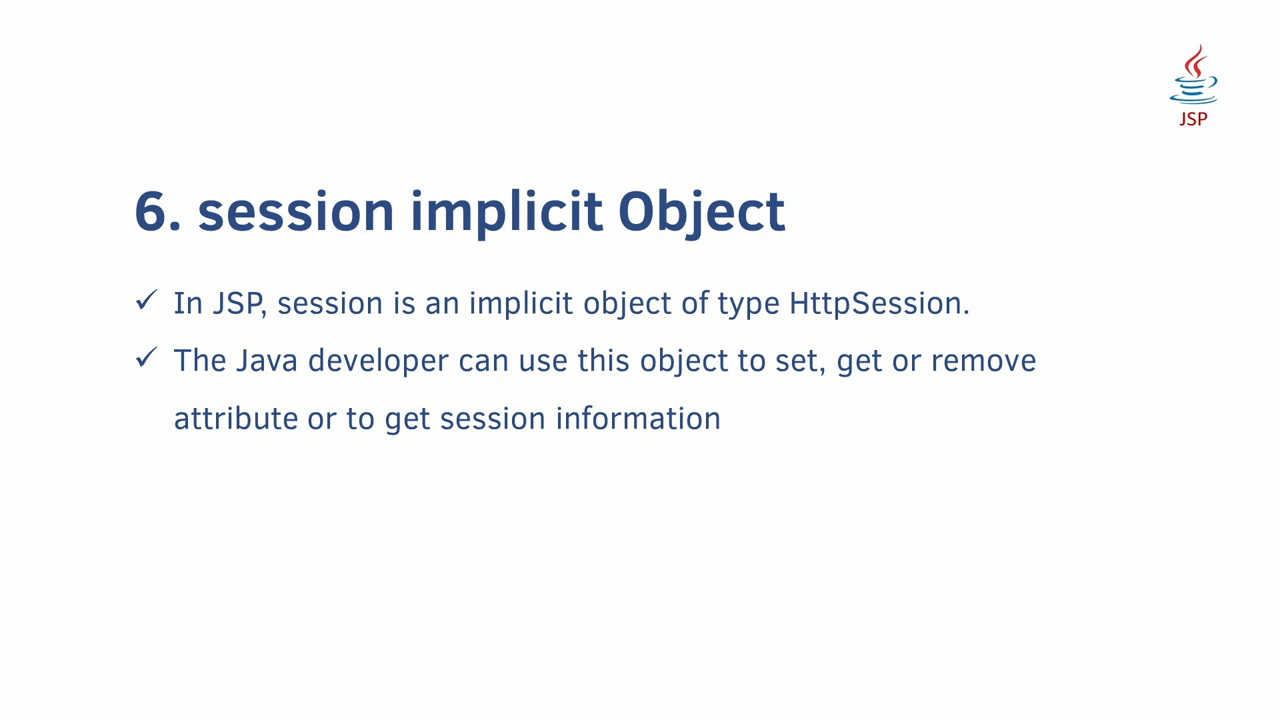 JSP
6. session implicit Object
✓ In JSP, session is an implicit object of type HttpSession.
✓ The Java developer can use this object to set, get or remove
attribute or to get session information